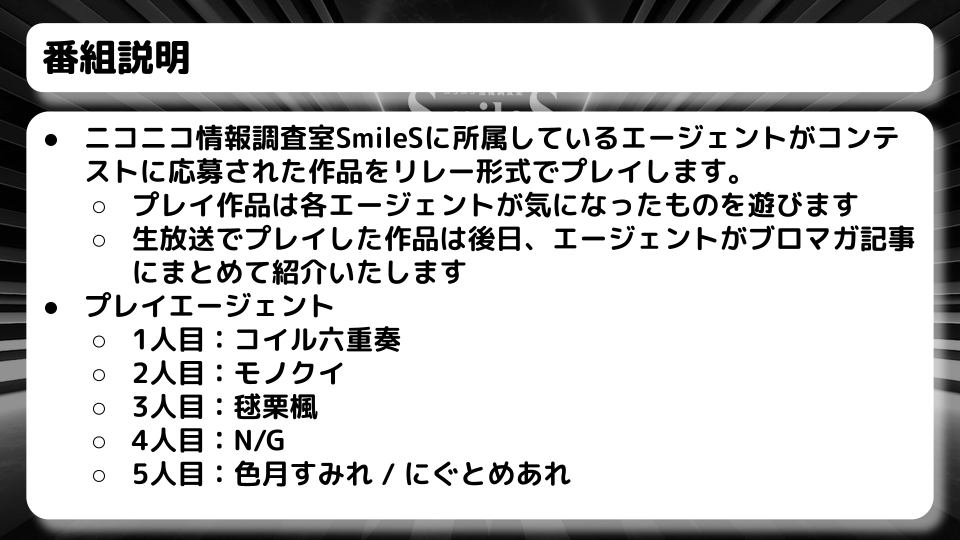 番組説明
SmileS
● ニコニコ情報調査室SmileSに所属しているエージェントがコンテ
ストに応募された作品をリレー形式でプレイします。
○ プレイ作品は各エージェントが気になったものを遊びます
○ 生放送でプレイした作品は後日、エージェントがブロマガ記事
にまとめて紹介いたします
● プレイエージェント
○ 1人目：コイル六重奏
○ 2人目：モノクイ
○ 3人目：毬栗楓
○ 4人目：N/G
○ 5人目：色月すみれ / にぐとめあれ